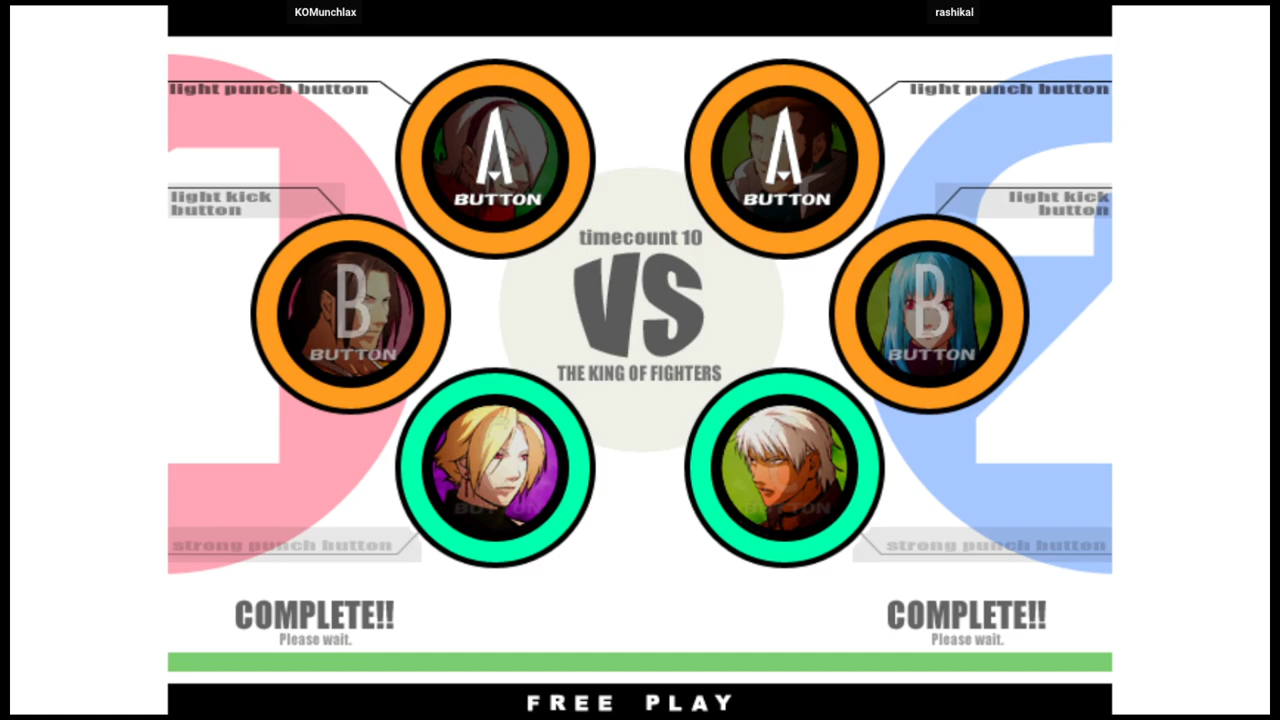 KOMunchlax
rashikal
light punch button
light punch button
A
BUTTON
A
BUTTON
light kick
button
light kick
button
timecount 10
VS
THE KING OF FIGHTERS
B
BUTTON
B
BUTTON
BUTTON
BUTTON
strong punch button
strong punch button
COMPLETE!!
Please wait.
COMPLETE!!
Please wait.
FREE PLAY